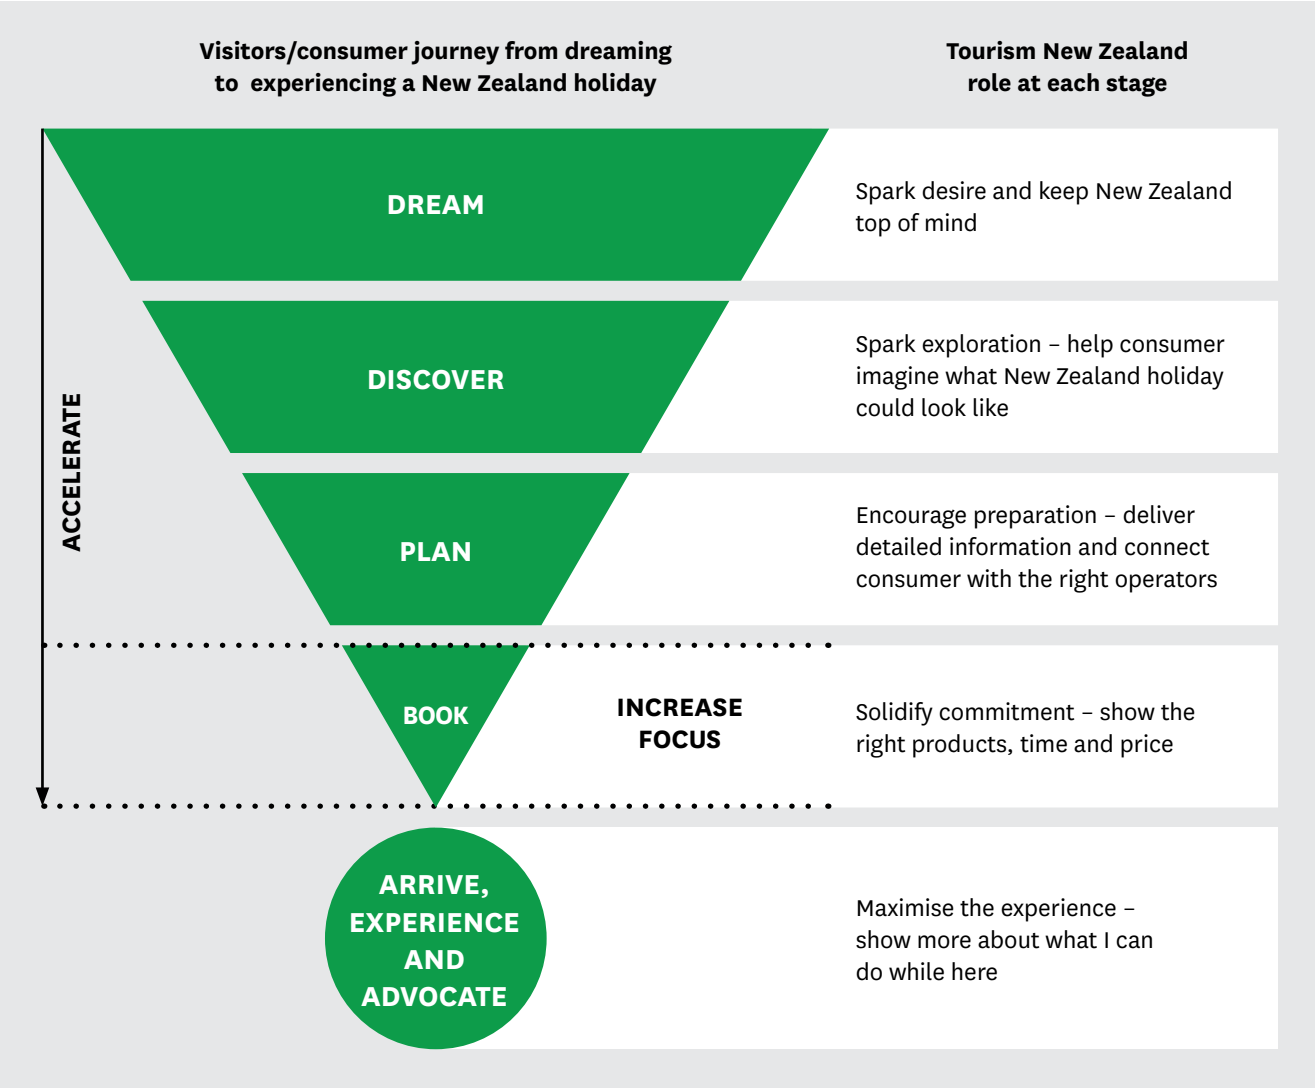 Visitors/consumer journey from dreaming
to experiencing a New Zealand holiday
Tourism New Zealand
role at each stage
ACCELERATE
DREAM
Spark desire and keep New Zealand
top of mind
DISCOVER
Spark exploration – help consumer
imagine what New Zealand holiday
could look like
PLAN
Encourage preparation – deliver
detailed information and connect
consumer with the right operators
BOOK
INCREASE
FOCUS
Solidify commitment – show the
right products, time and price
ARRIVE,
EXPERIENCE
AND
ADVOCATE
Maximise the experience –
show more about what I can
do while here